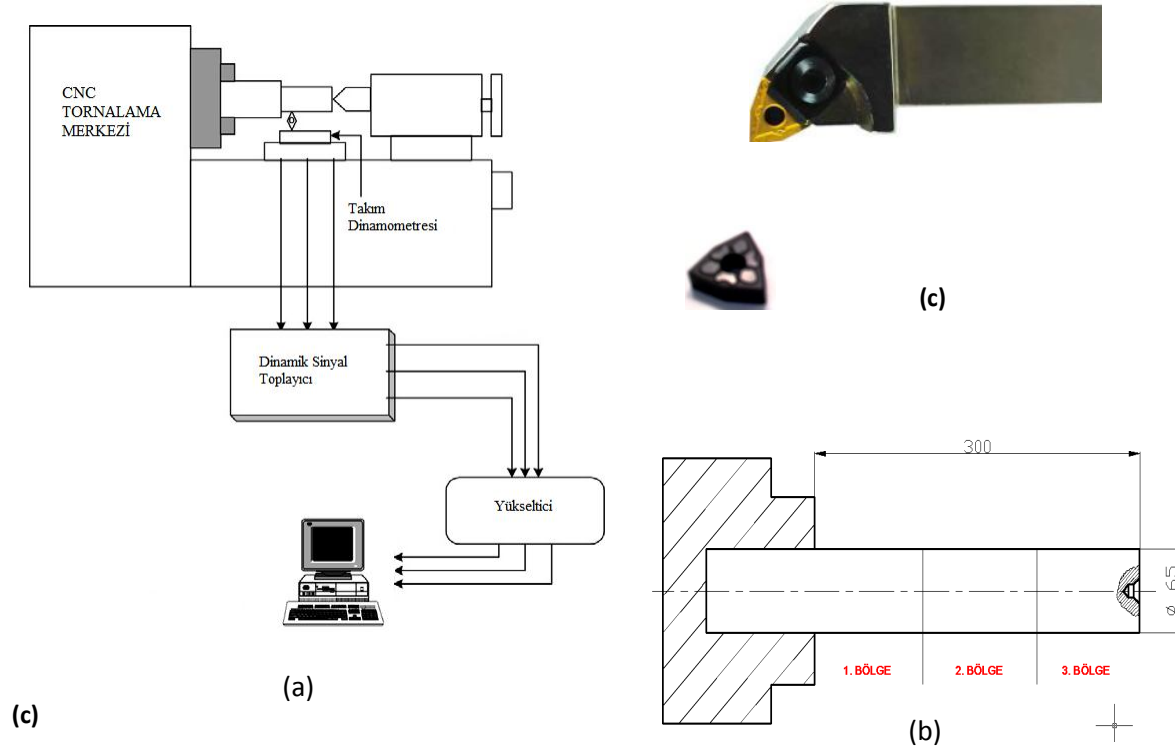 CNC
TORNALAMA
MERKEZİ
Takım
Dinamometresi
Dinamik Sinyal
Toplayıcı
Yükseltici
(a)
(c)
(c)
300
Ø 65
1. BÖLGE
2. BÖLGE
3. BÖLGE
(b)